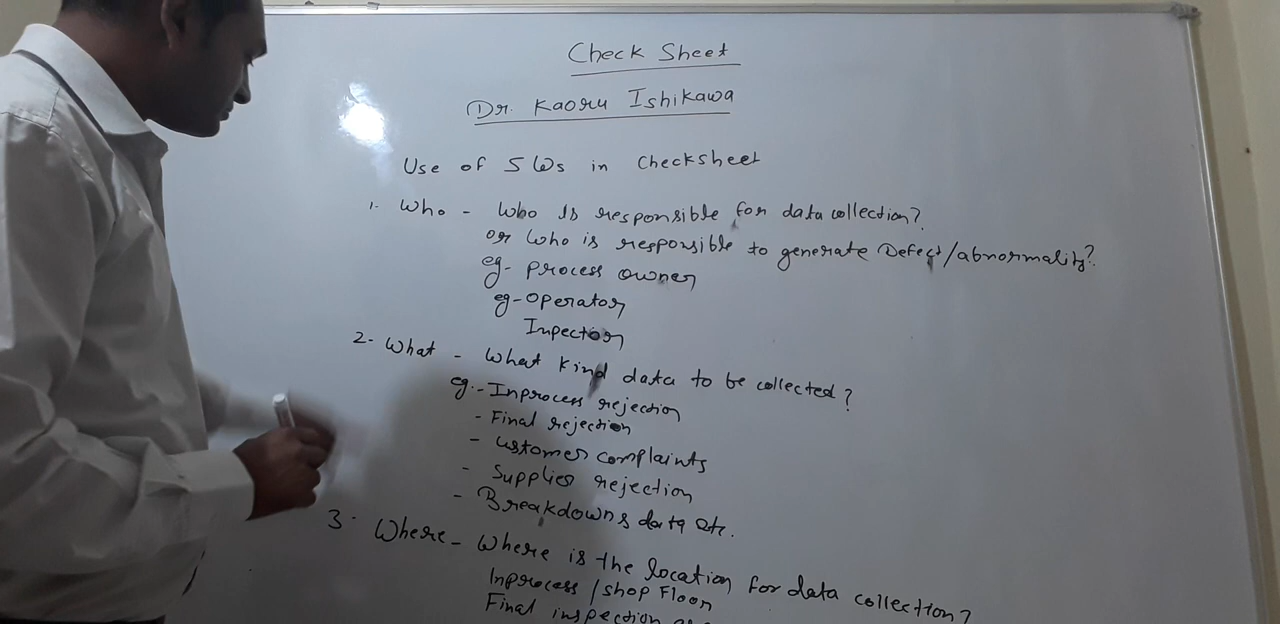 Check Sheet
Dr. Kaoru Ishikawa
Use of 5 Ws in Checksheet
1. Who - Who Is responsible for data collection?
or Who is responsible to generate Defect/abnormality?
eg- Process owner
eg- Operator
Inpector
2- What - What kind data to be collected?
eg.- Inprocess rejection
- Final rejection
- Customer complaints
- Supplier rejection
- Breakdowns data etc.
3. Where - Where is the location for data collection?
Inprocess / shop Floor
Final inspection